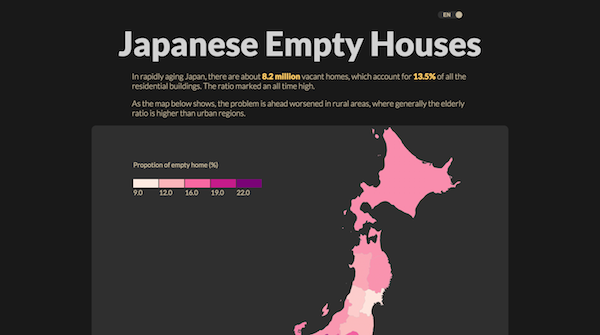 EN
Japanese Empty Houses
In rapidly aging Japan, there are about 8.2 million vacant homes, which account for 13.5% of all the
residential buildings. The ratio marked an all time high.
As the map below shows, the problem is ahead worsened in rural areas, where generally the elderly
ratio is higher than urban regions.
Propotion of empty home (%)
9.0 12.0 16.0 19.0 22.0